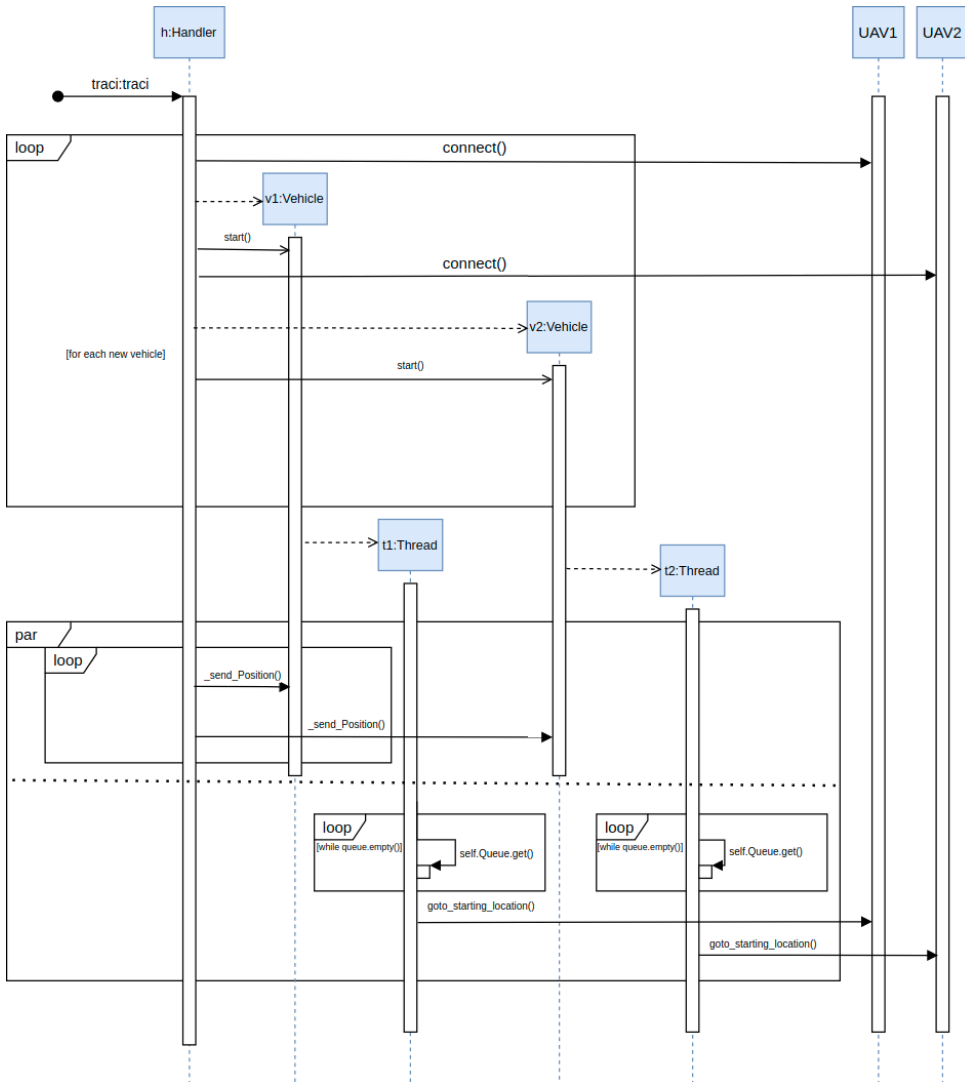 h:Handler
UAV1
UAV2
traci:traci
loop
connect()
v1:Vehicle
start()
connect()
v2:Vehicle
[for each new vehicle]
start()
t1:Thread
t2:Thread
par
loop
_send_Position()
_send_Position()
loop
[while queue.empty()]
self.Queue.get()
loop
[while queue.empty()]
self.Queue.get()
goto_starting_location()
goto_starting_location()